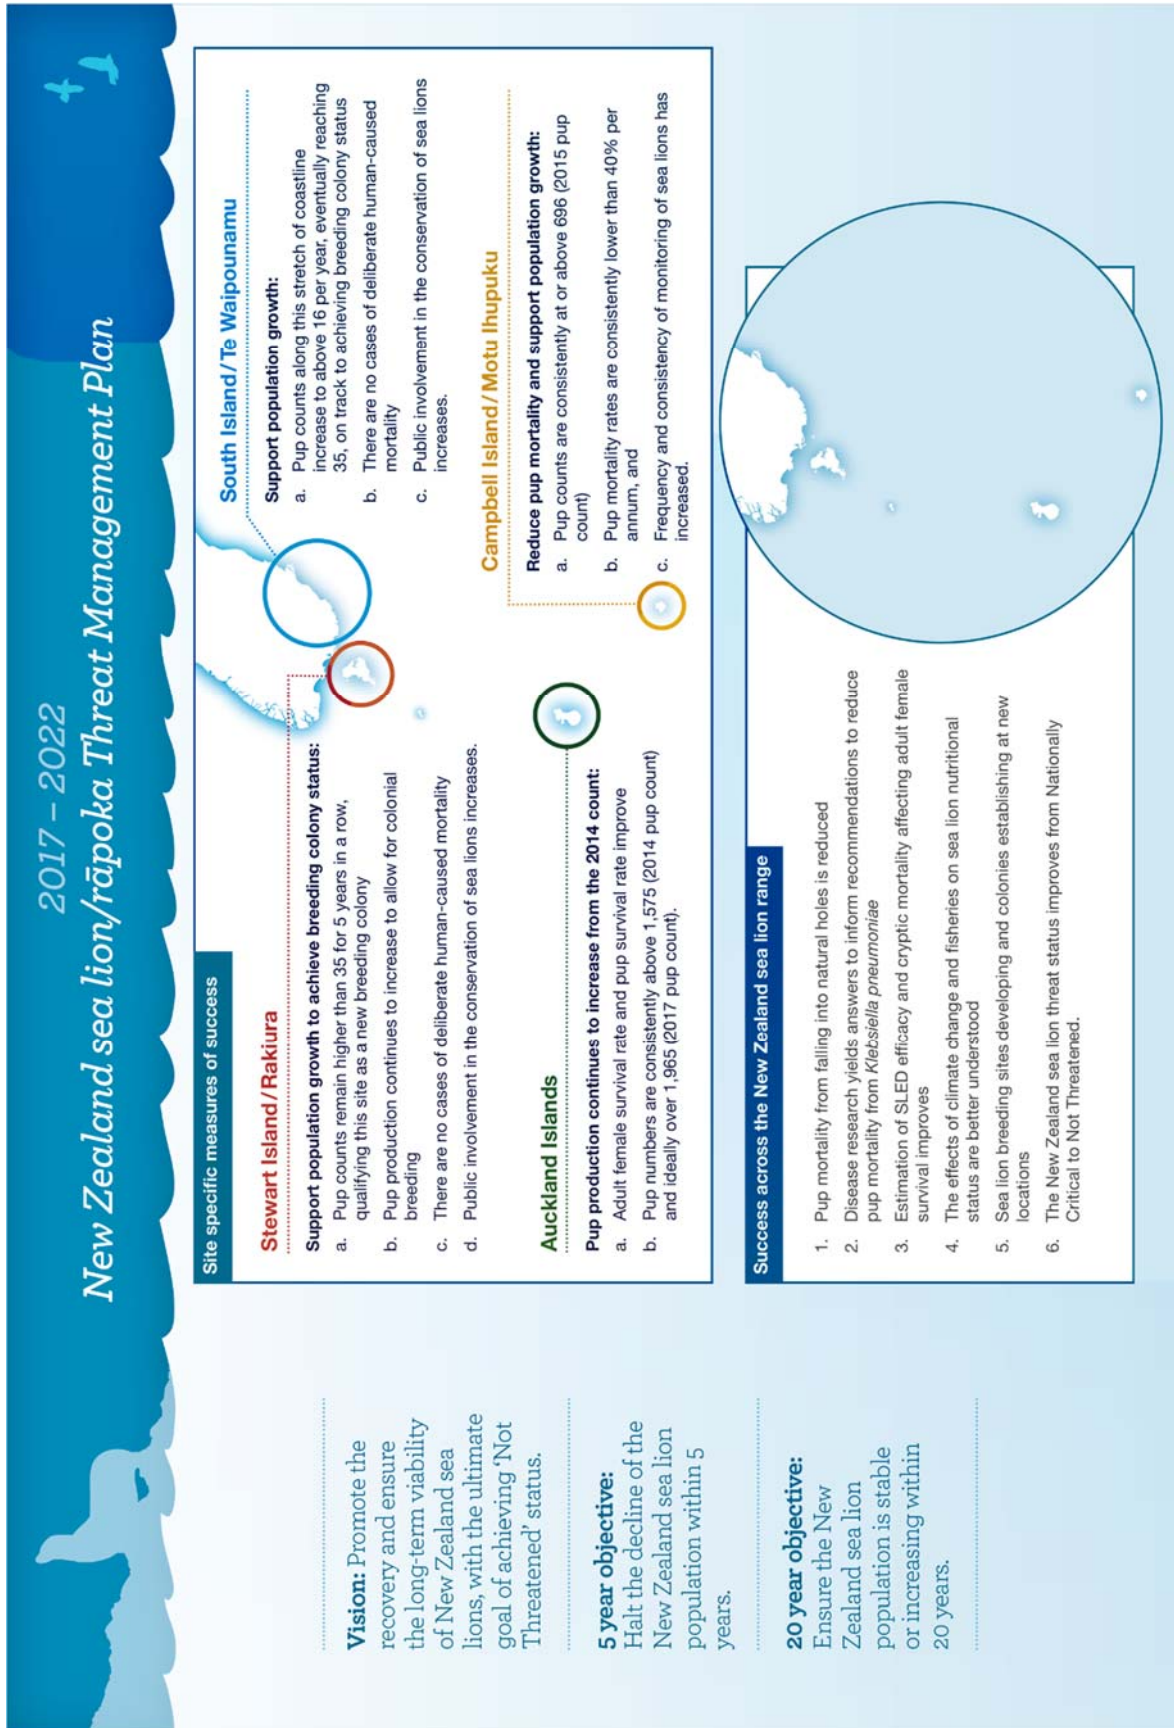 2017 – 2022
New Zealand sea lion/rāpoka Threat Management Plan
Vision: Promote the
recovery and ensure
the long-term viability
of New Zealand sea
lions, with the ultimate
goal of achieving ‘Not
Threatened’ status.
5 year objective:
Halt the decline of the
New Zealand sea lion
population within 5
years.
20 year objective:
Ensure the New
Zealand sea lion
population is stable
or increasing within
20 years.
Site specific measures of success
Stewart Island/Rakiura
Support population growth to achieve breeding colony status:
a. Pup counts remain higher than 35 for 5 years in a row,
qualifying this site as a new breeding colony
b. Pup production continues to increase to allow for colonial
breeding
c. There are no cases of deliberate human-caused mortality
d. Public involvement in the conservation of sea lions increases.
Auckland Islands
Pup production continues to increase from the 2014 count:
a. Adult female survival rate and pup survival rate improve
b. Pup numbers are consistently above 1,575 (2014 pup count)
and ideally over 1,965 (2017 pup count).
South Island/Te Waipounamu
Support population growth:
a. Pup counts along this stretch of coastline
increase to above 16 per year, eventually reaching
35, on track to achieving breeding colony status
b. There are no cases of deliberate human-caused
mortality
c. Public involvement in the conservation of sea lions
increases.
Campbell Island/Motu Ihupuku
Reduce pup mortality and support population growth:
a. Pup counts are consistently at or above 696 (2015 pup
count)
b. Pup mortality rates are consistently lower than 40% per
annum, and
c. Frequency and consistency of monitoring of sea lions has
increased.
Success across the New Zealand sea lion range
1. Pup mortality from falling into natural holes is reduced
2. Disease research yields answers to inform recommendations to reduce
pup mortality from Klebsiella pneumoniae
3. Estimation of SLED efficacy and cryptic mortality affecting adult female
survival improves
4. The effects of climate change and fisheries on sea lion nutritional
status are better understood
5. Sea lion breeding sites developing and colonies establishing at new
locations
6. The New Zealand sea lion threat status improves from Nationally
Critical to Not Threatened.